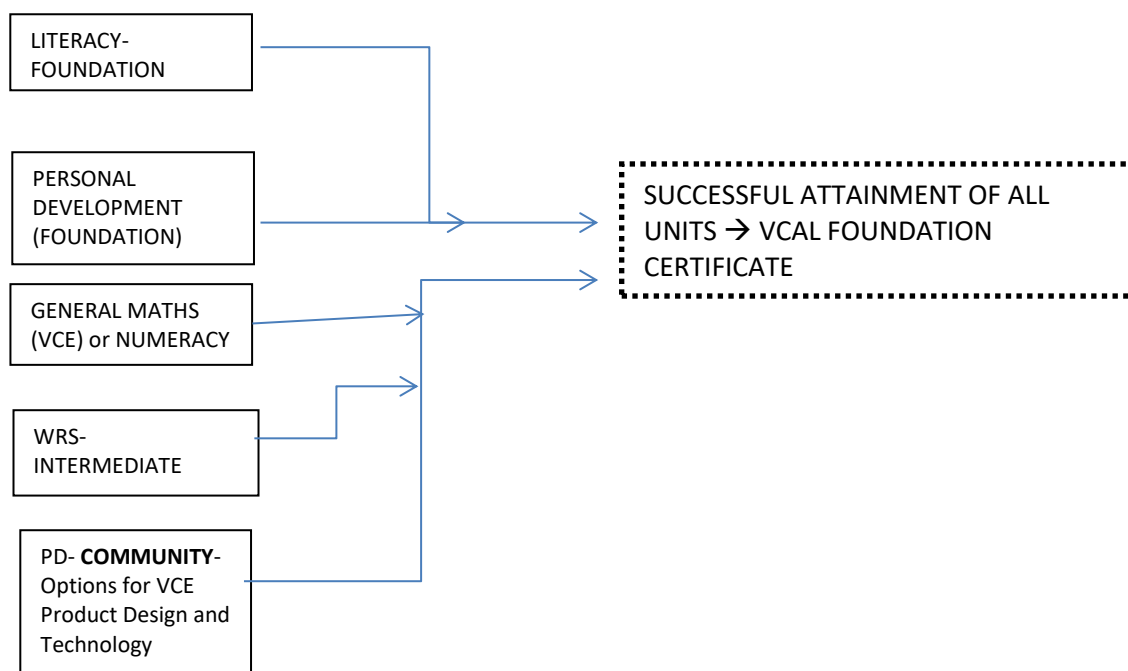 LITERACY-
FOUNDATION
PERSONAL
DEVELOPMENT
(FOUNDATION)
GENERAL MATHS
(VCE) or NUMERACY
WRS-
INTERMEDIATE
PD- COMMUNITY-
Options for VCE
Product Design and
Technology
SUCCESSFUL ATTAINMENT OF ALL
UNITS → VCAL FOUNDATION
CERTIFICATE